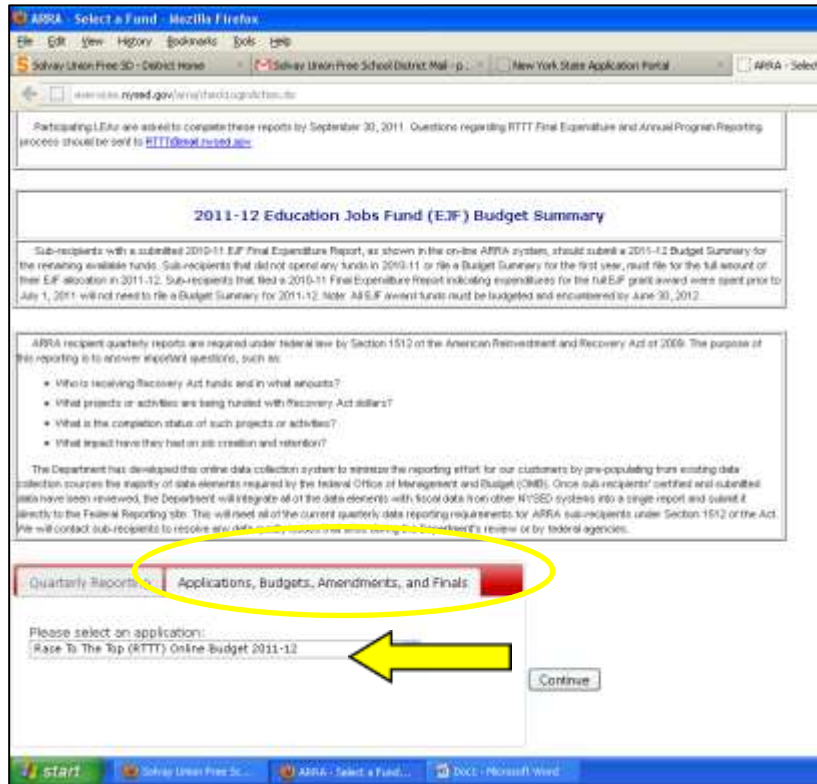 ARRA - Select a Fund - Mozilla Firefox
File Edit View History Bookmarks Tools Help
Solvay Union Free SD - District Home
Solvay Union Free School District Mail - p...
New York State Application Portal
ARRA - Select
nysed.gov/arra/checkLoginAction.do
Participating LEAs are asked to complete these reports by September 30, 2011. Questions regarding RTTT Final Expenditure and Annual Program Reporting
process should be sent to RTTT@mail.nysed.gov
2011-12 Education Jobs Fund (EJF) Budget Summary
Sub-recipients with a submitted 2010-11 EJF Final Expenditure Report, as shown in the on-line ARRA system, should submit a 2011-12 Budget Summary for
the remaining available funds. Sub-recipients that did not spend any funds in 2010-11 or file a Budget Summary for the first year, must file for the full amount of
their EJF allocation in 2011-12. Sub-recipients that filed a 2010-11 Final Expenditure Report indicating expenditures for the full EJF grant award were spent prior to
July 1, 2011 will not need to file a Budget Summary for 2011-12. Note: All EJF award funds must be budgeted and encumbered by June 30, 2012.
ARRA recipient quarterly reports are required under federal law by Section 1512 of the American Reinvestment and Recovery Act of 2009. The purpose of
this reporting is to answer important questions, such as:
• Who is receiving Recovery Act funds and in what amounts?
• What projects or activities are being funded with Recovery Act dollars?
• What is the completion status of such projects or activities?
• What impact have they had on job creation and retention?
The Department has developed this online data collection system to minimize the reporting effort for our customers by pre-populating from existing data
collection sources the majority of data elements required by the federal Office of Management and Budget (OMB). Once sub-recipients' certified and submitted
data have been reviewed, the Department will integrate all of the data elements with fiscal data from other NYSED systems into a single report and submit it
directly to the Federal Reporting site. This will meet all of the current quarterly data reporting requirements for ARRA sub-recipients under Section 1512 of the Act.
We will contact sub-recipients to resolve any data quality issues that arise during the Department's review or by federal agencies.
Quarterly Reporting
Applications, Budgets, Amendments, and Finals
Please select an application:
Race To The Top (RTTT) Online Budget 2011-12
Continue
start
Solvay Union Free Sc...
ARRA - Select a Fund...
Doc1 - Microsoft Word